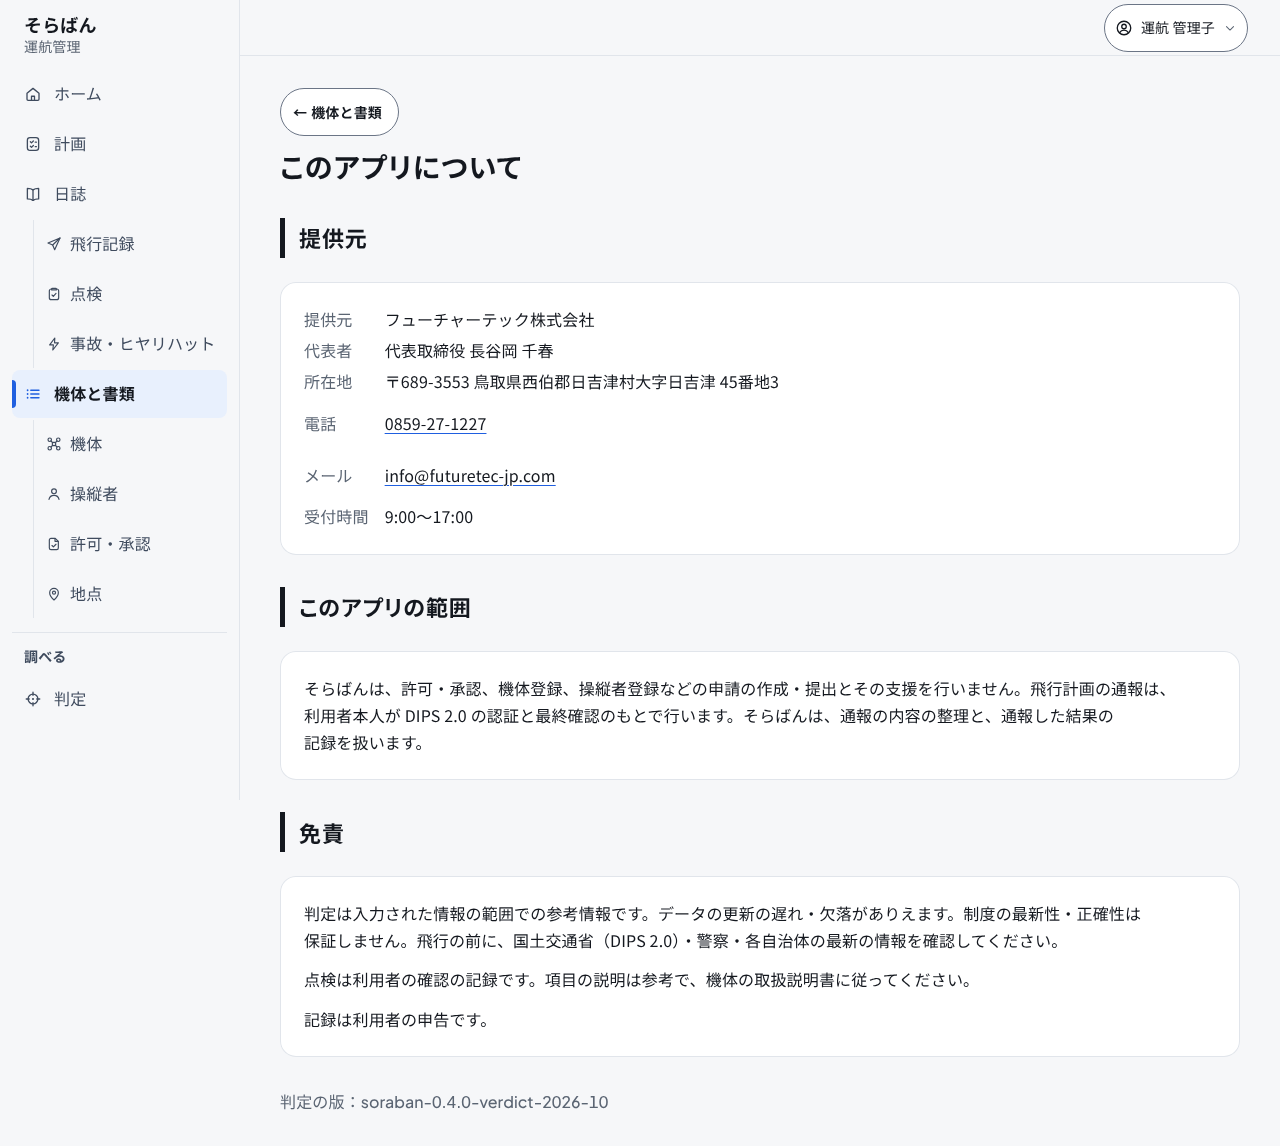 そらばん
運航管理
ホーム
計画
日誌
飛行記録
点検
事故・ヒヤリハット
機体と書類
機体
操縦者
許可・承認
地点
調べる
判定
運航 管理子
← 機体と書類
このアプリについて
提供元
提供元 フューチャーテック株式会社
代表者 代表取締役 長谷岡 千春
所在地 〒689-3553 鳥取県西伯郡日吉津村大字日吉津 45番地3
電話 0859-27-1227
メール info@futuretec-jp.com
受付時間 9:00〜17:00
このアプリの範囲
そらばんは、許可・承認、機体登録、操縦者登録などの申請の作成・提出とその支援を行いません。飛行計画の通報は、
利用者本人が DIPS 2.0 の認証と最終確認のもとで行います。そらばんは、通報の内容の整理と、通報した結果の
記録を扱います。
免責
判定は入力された情報の範囲での参考情報です。データの更新の遅れ・欠落がありえます。制度の最新性・正確性は
保証しません。飛行の前に、国土交通省（DIPS 2.0）・警察・各自治体の最新の情報を確認してください。
点検は利用者の確認の記録です。項目の説明は参考で、機体の取扱説明書に従ってください。
記録は利用者の申告です。
判定の版：soraban-0.4.0-verdict-2026-10